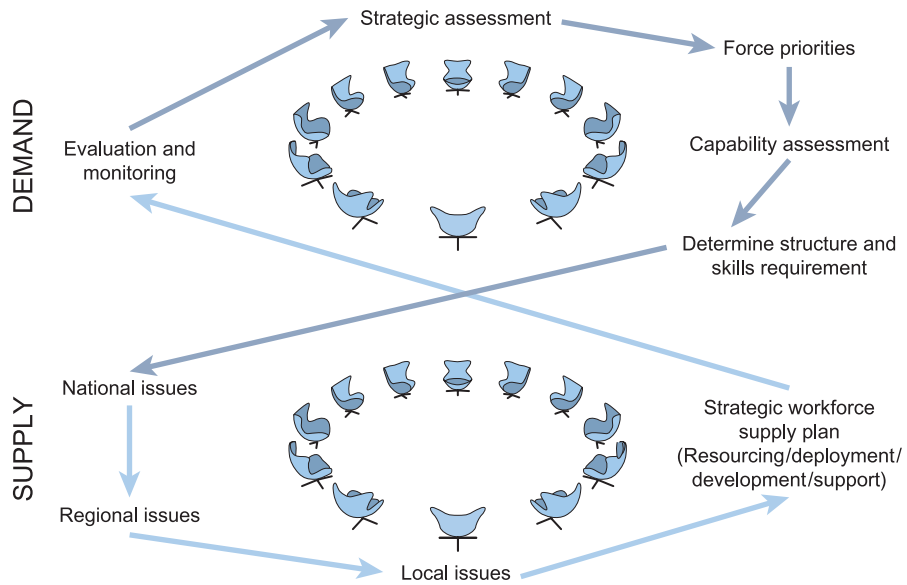 Strategic assessment
Force priorities
DEMAND
Evaluation and
monitoring
Capability assessment
Determine structure and
skills requirement
SUPPLY
National issues
Strategic workforce
supply plan
(Resourcing/deployment/
development/support)
Regional issues
Local issues